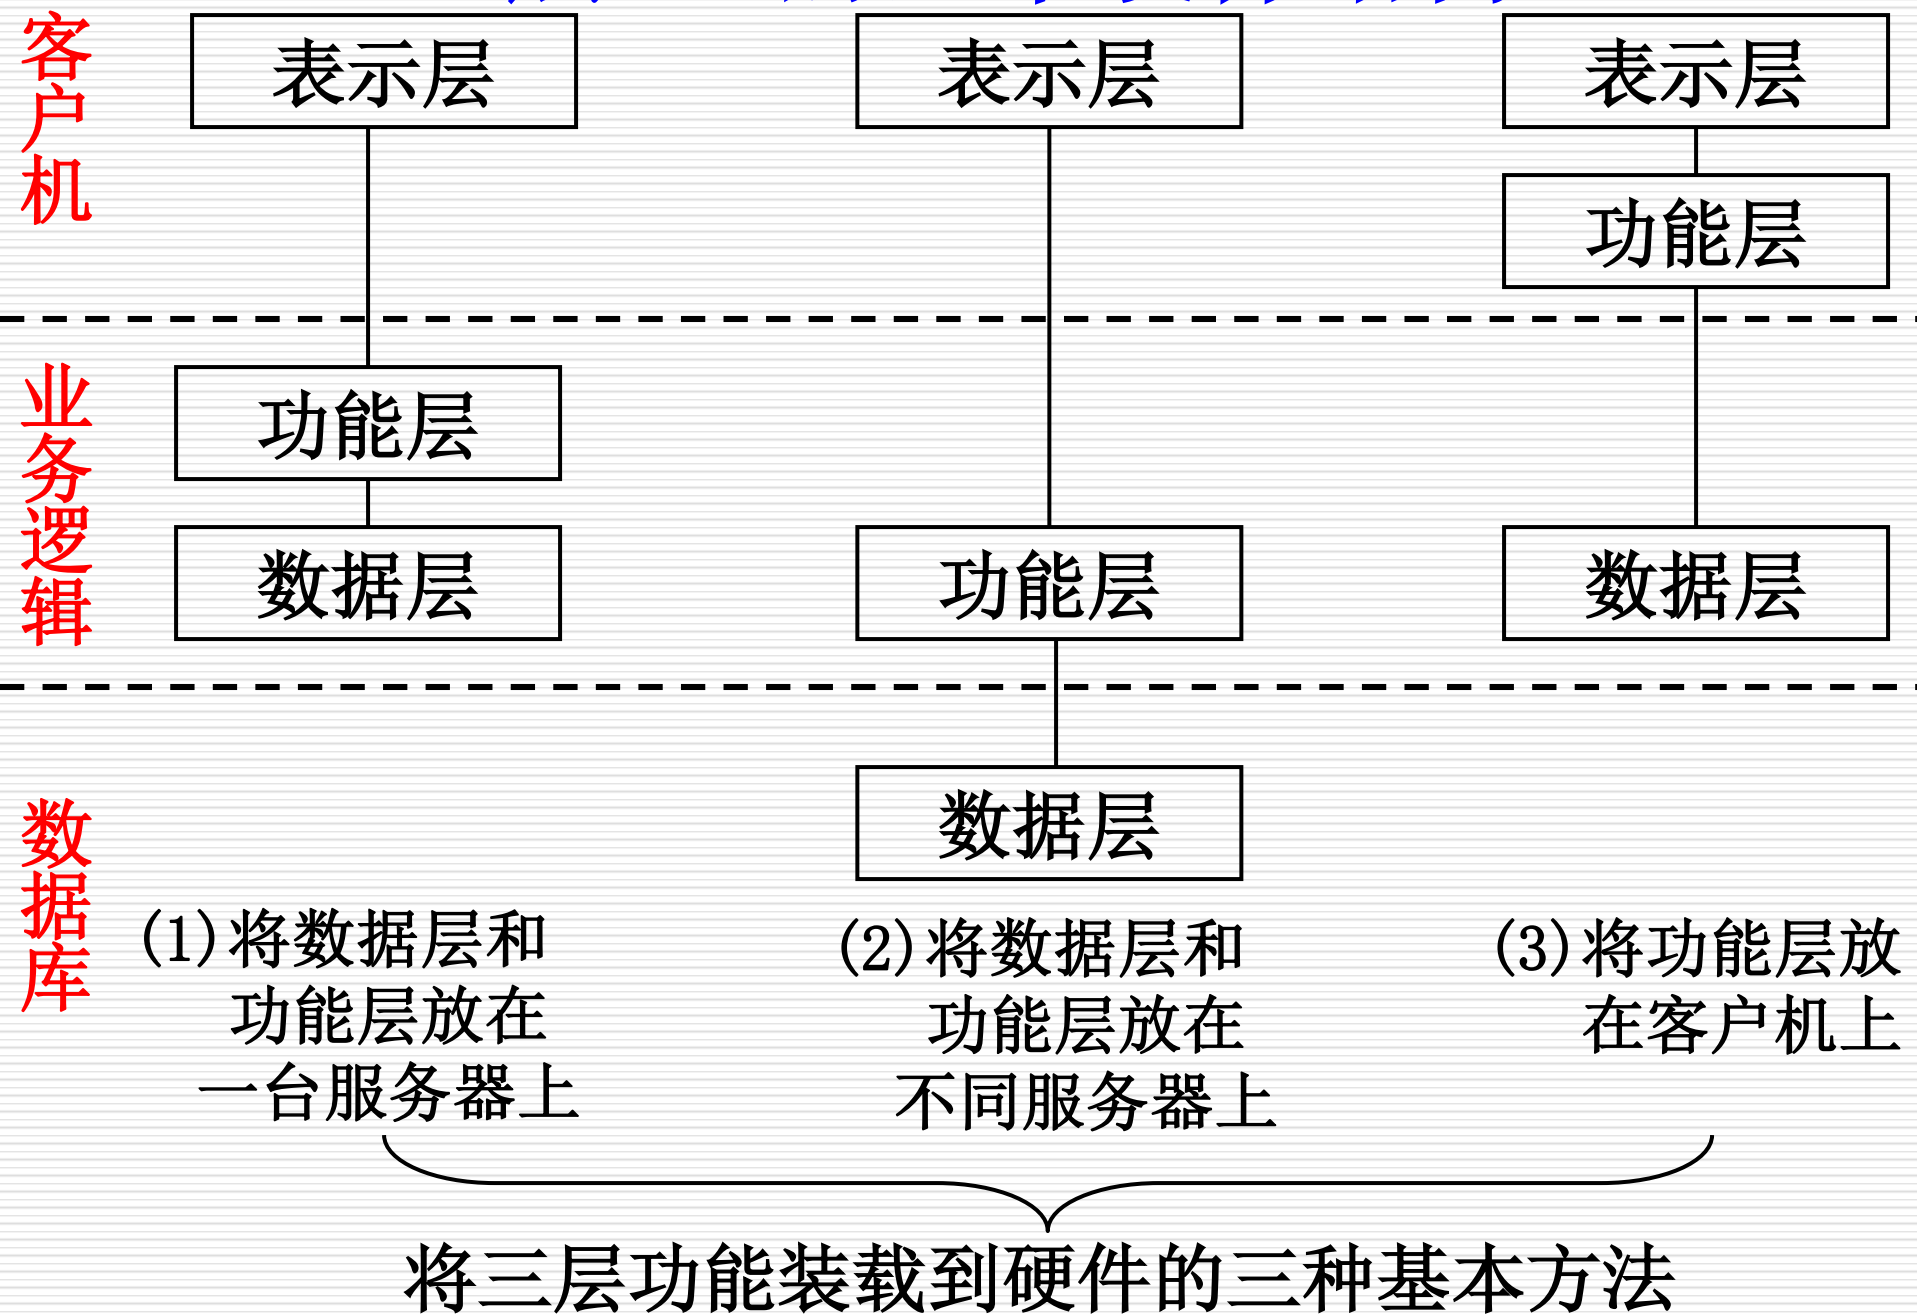 客户机
表示层
表示层
表示层
功能层
业务逻辑
功能层
数据层
功能层
数据层
数据库
数据层
(1)将数据层和
功能层放在
一台服务器上
(2)将数据层和
功能层放在
不同服务器上
(3)将功能层放
在客户机上
将三层功能装载到硬件的三种基本方法